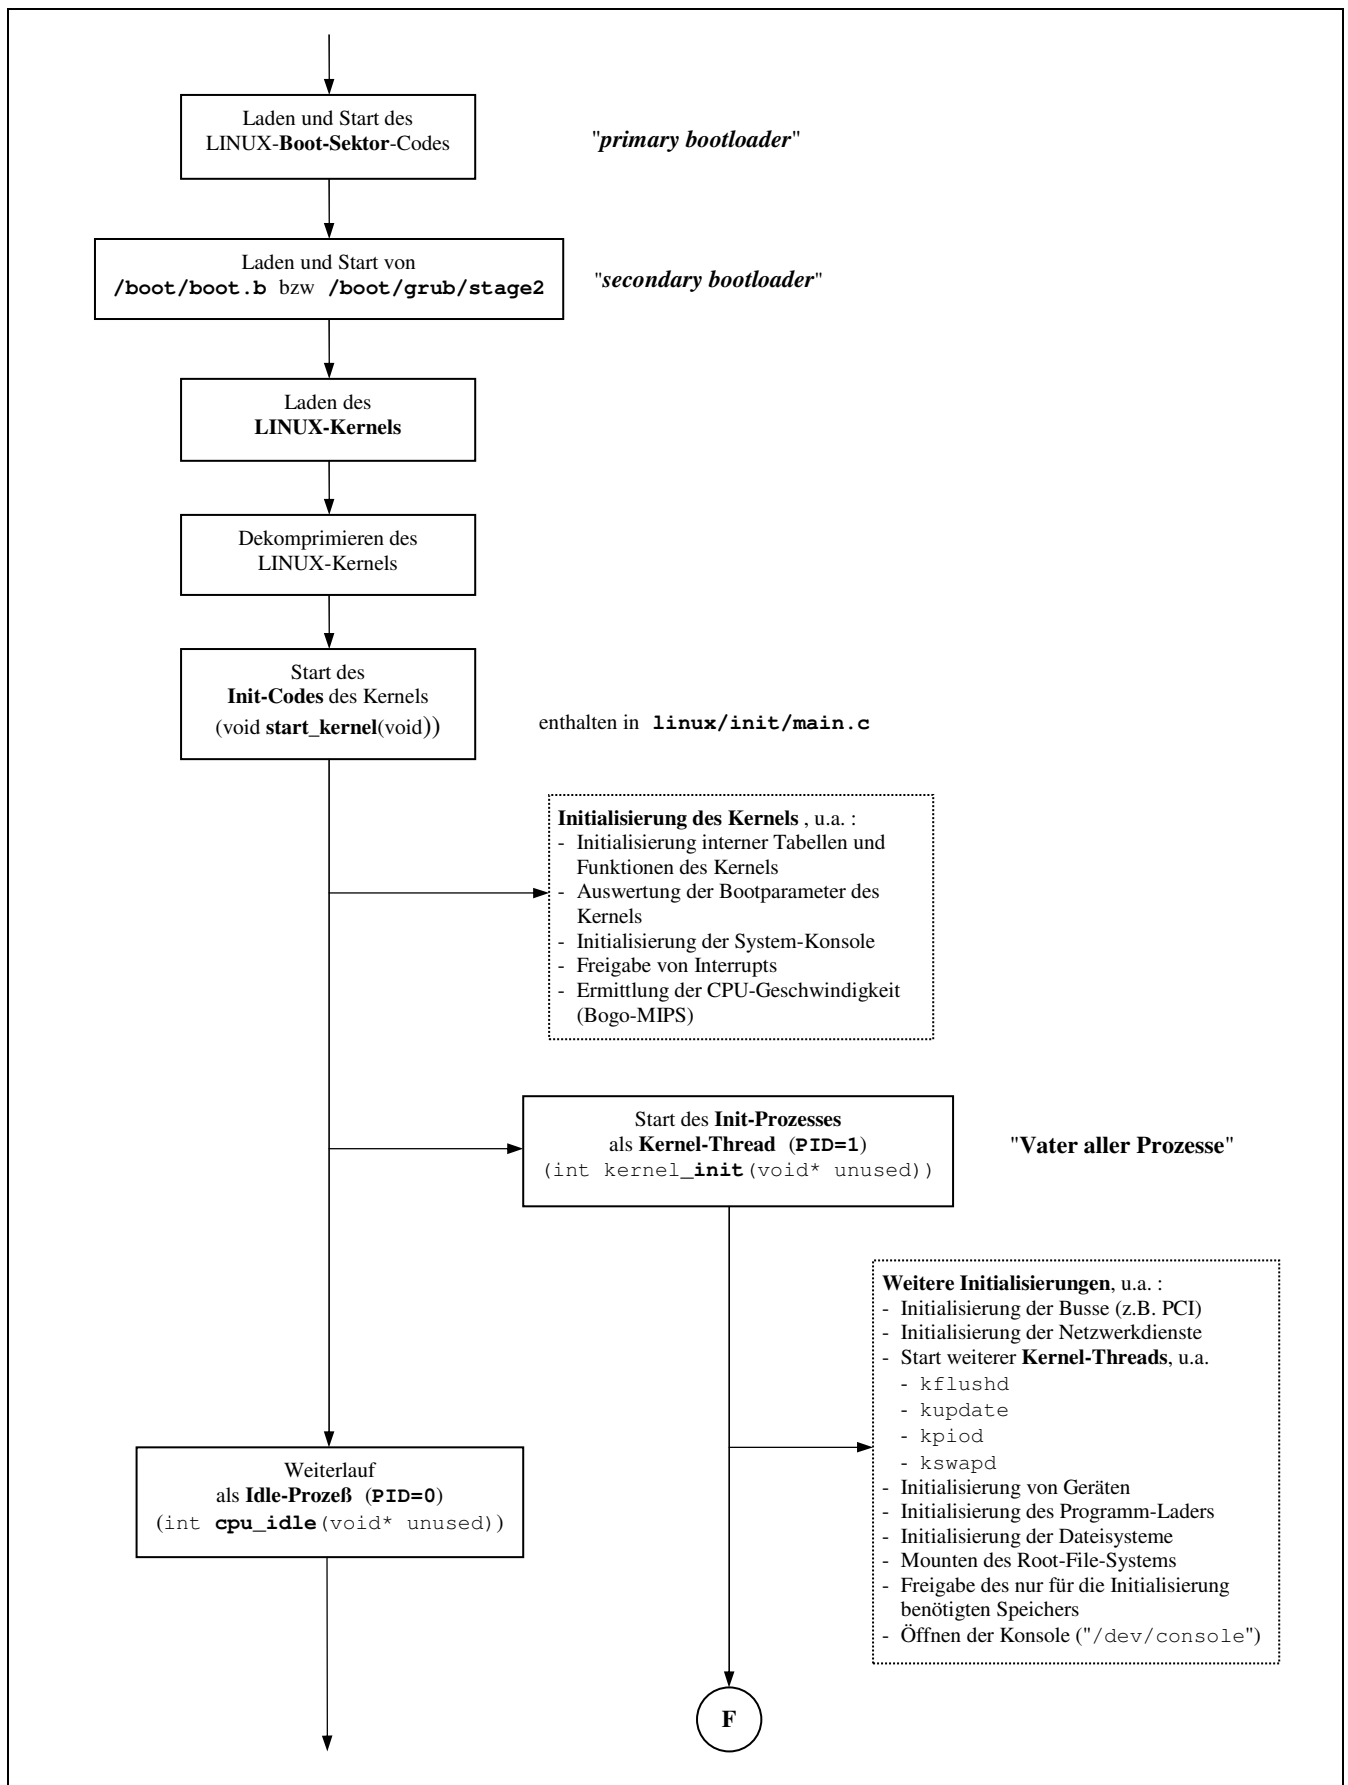 Laden und Start des
LINUX-Boot-Sektor-Codes
"primary bootloader"
Laden und Start von
/boot/boot.b bzw /boot/grub/stage2
"secondary bootloader"
Laden des
LINUX-Kernels
Dekomprimieren des
LINUX-Kernels
Start des
Init-Codes des Kernels
(void start_kernel(void))
enthalten in linux/init/main.c
Initialisierung des Kernels , u.a. :
- Initialisierung interner Tabellen und
Funktionen des Kernels
- Auswertung der Bootparameter des
Kernels
- Initialisierung der System-Konsole
- Freigabe von Interrupts
- Ermittlung der CPU-Geschwindigkeit
(Bogo-MIPS)
Start des Init-Prozesses
als Kernel-Thread (PID=1)
(int kernel_init(void* unused))
"Vater aller Prozesse"
Weitere Initialisierungen, u.a. :
- Initialisierung der Busse (z.B. PCI)
- Initialisierung der Netzwerkdienste
- Start weiterer Kernel-Threads, u.a.
- kflushd
- kupdate
- kpiod
- kswapd
- Initialisierung von Geräten
- Initialisierung des Programm-Laders
- Initialisierung der Dateisysteme
- Mounten des Root-File-Systems
- Freigabe des nur für die Initialisierung
benötigten Speichers
- Öffnen der Konsole ("/dev/console")
Weiterlauf
als Idle-Prozeß (PID=0)
(int cpu_idle(void* unused))
F